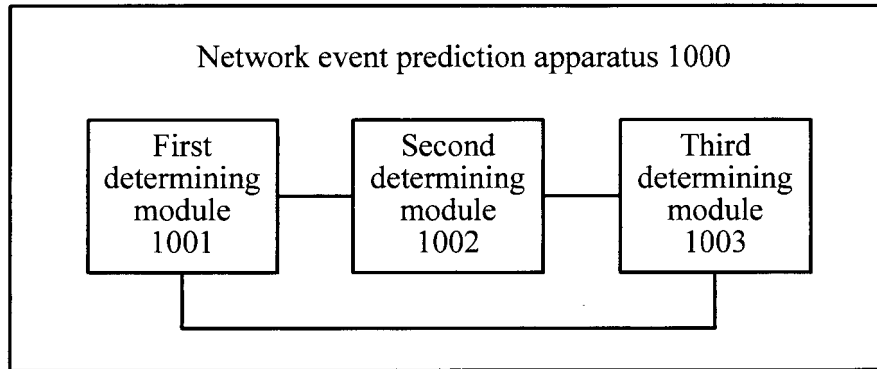 Network event prediction apparatus 1000
First
determining
module
1001
Second
determining
module
1002
Third
determining
module
1003